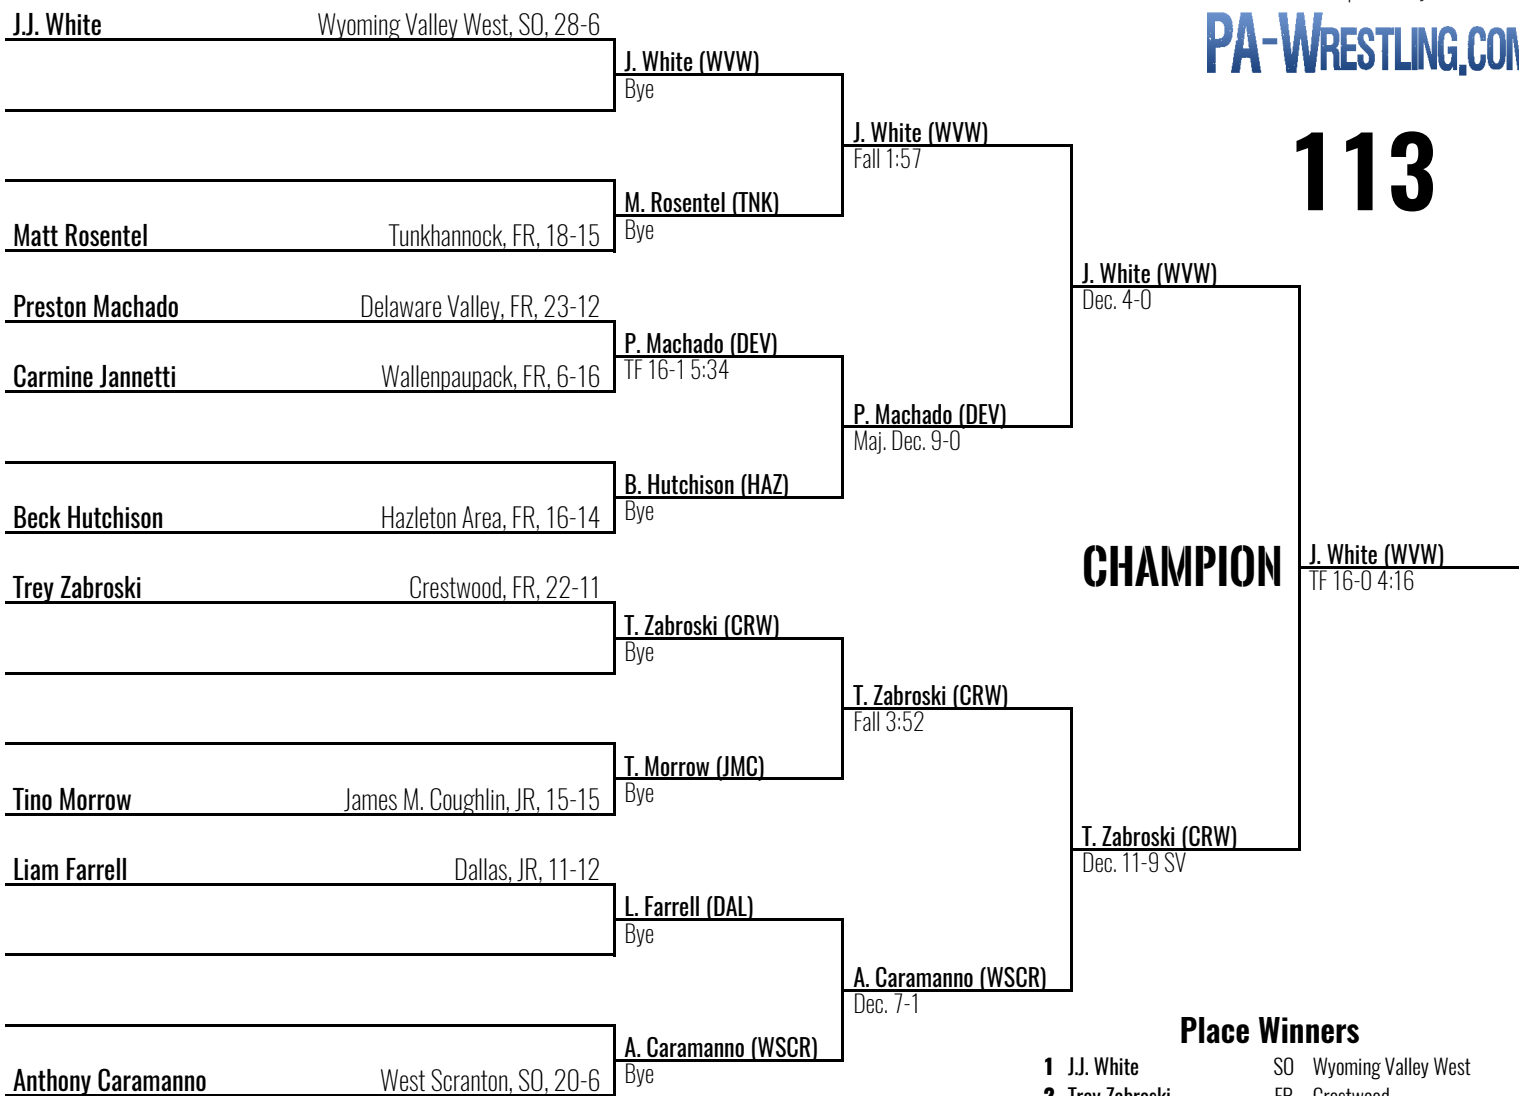 PA-WRESTLING.COM
113
J.J. White Wyoming Valley West, SO, 28-6
J. White (WVW)
Bye
J. White (WVW)
Fall 1:57
M. Rosentel (TNK)
Bye
Matt Rosentel Tunkhannock, FR, 18-15
J. White (WVW)
Dec. 4-0
Preston Machado Delaware Valley, FR, 23-12
P. Machado (DEV)
TF 16-1 5:34
Carmine Jannetti Wallenpaupack, FR, 6-16
P. Machado (DEV)
Maj. Dec. 9-0
B. Hutchison (HAZ)
Bye
Beck Hutchison Hazleton Area, FR, 16-14
CHAMPION
J. White (WVW)
TF 16-0 4:16
Trey Zabroski Crestwood, FR, 22-11
T. Zabroski (CRW)
Bye
T. Zabroski (CRW)
Fall 3:52
T. Morrow (JMC)
Bye
Tino Morrow James M. Coughlin, JR, 15-15
T. Zabroski (CRW)
Dec. 11-9 SV
Liam Farrell Dallas, JR, 11-12
L. Farrell (DAL)
Bye
A. Caramanno (WSCR)
Dec. 7-1
A. Caramanno (WSCR)
Bye
Anthony Caramanno West Scranton, SO, 20-6
Place Winners
1 J.J. White SO Wyoming Valley West
2 Trey Zabroski FR Crestwood